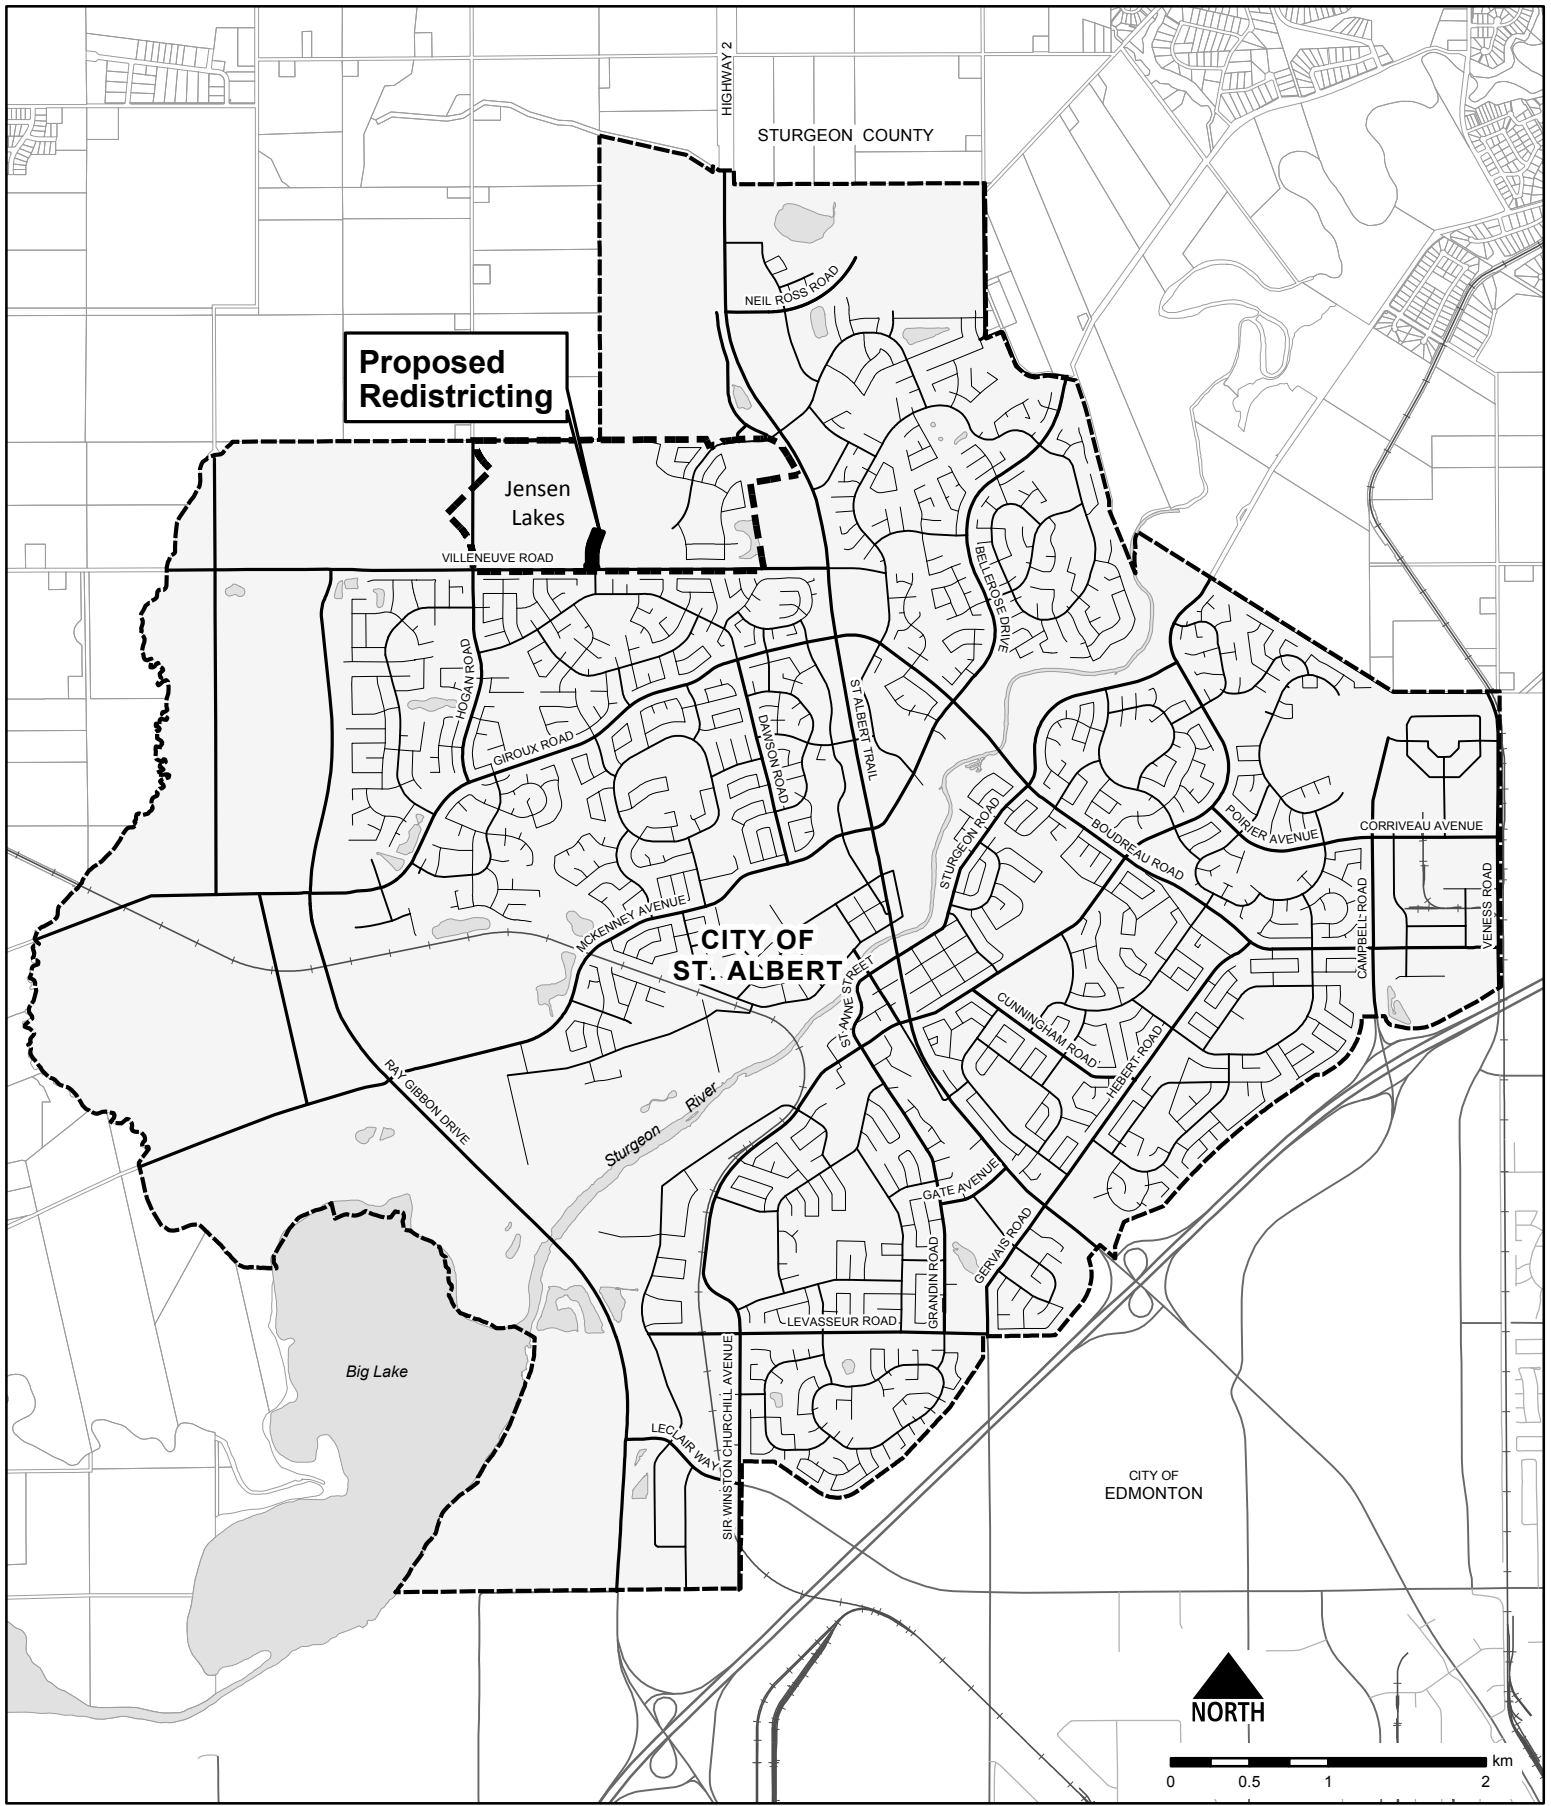 HIGHWAY 2
STURGEON COUNTY
NEIL ROSS ROAD
Proposed
Redistricting
Jensen
Lakes
VILLENEUVE ROAD
BELLEROSE DRIVE
HOGAN ROAD
GIROUX ROAD
DAWSON ROAD
ST ALBERT TRAIL
STURGEON ROAD
BOUDREAU ROAD
POIRIER AVENUE
CORRIVEAU AVENUE
CAMPBELL ROAD
VENESS ROAD
MCKENNEY AVENUE
CITY OF
ST. ALBERT
ST ANNE STREET
CUNNINGHAM ROAD
HEBERT ROAD
RAY GIBBON DRIVE
Sturgeon
River
GATE AVENUE
GERVAIS ROAD
GRANDIN ROAD
LEVASSEUR ROAD
Big Lake
SIR WINSTON CHURCHILL AVENUE
LECLAIR WAY
CITY OF
EDMONTON
NORTH
km
0 0.5 1 2